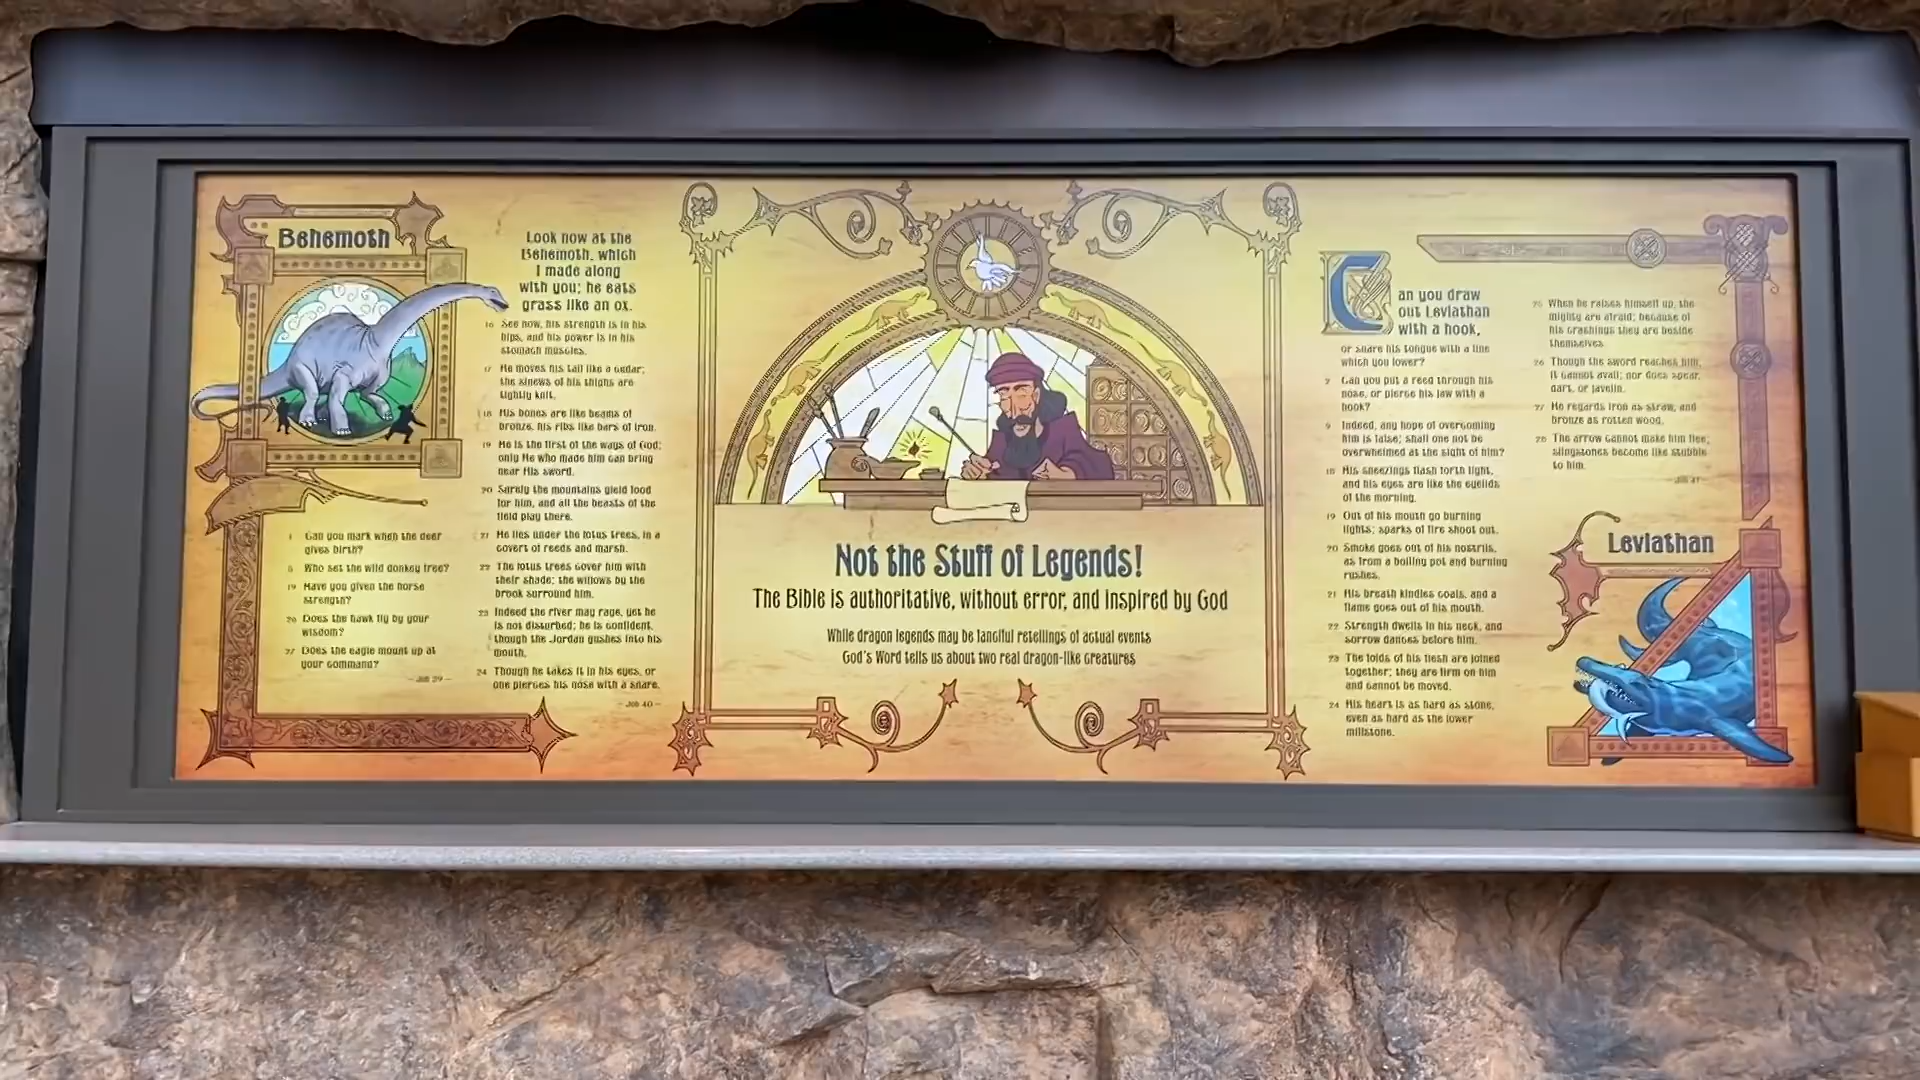 Behemoth
Look now at the
Behemoth, which
I made along
with you; he eats
grass like an ox.
16 See now, his strength is in his
hips, and his power is in his
stomach muscles.
17 He moves his tail like a cedar;
the sinews of his thighs are
tightly knit.
18 His bones are like beams of
bronze, his ribs like bars of iron.
19 He is the first of the ways of God;
only He who made him can bring
near His sword.
20 Surely the mountains yield food
for him, and all the beasts of the
field play there.
21 He lies under the lotus trees, in a
covert of reeds and marsh.
22 The lotus trees cover him with
their shade; the willows by the
brook surround him.
23 Indeed the river may rage, yet he
is not disturbed; he is confident,
though the Jordan gushes into his
mouth,
24 Though he takes it in his eyes, or
one pierces his nose with a snare.
– Job 40 –
1 Can you mark when the deer
gives birth?
Who set the wild donkey free?
19 Have you given the horse
strength?
26 Does the hawk fly by your
wisdom?
27 Does the eagle mount up at
your command?
– Job 39 –
Not the Stuff of Legends!
The Bible is authoritative, without error, and inspired by God
While dragon legends may be fanciful retellings of actual events
God's Word tells us about two real dragon-like creatures
Can you draw
out Leviathan
with a hook,
or snare his tongue with a line
which you lower?
2 Can you put a reed through his
nose, or pierce his jaw with a
hook?
9 Indeed, any hope of overcoming
him is false; shall one not be
overwhelmed at the sight of him?
18 His sneezings flash forth light,
and his eyes are like the eyelids
of the morning.
19 Out of his mouth go burning
lights; sparks of fire shoot out.
20 Smoke goes out of his nostrils,
as from a boiling pot and burning
rushes.
21 His breath kindles coals, and a
flame goes out of his mouth.
22 Strength dwells in his neck, and
sorrow dances before him.
23 The folds of his flesh are joined
together; they are firm on him
and cannot be moved.
24 His heart is as hard as stone,
even as hard as the lower
millstone.
25 When he raises himself up, the
mighty are afraid; because of
his crashings they are beside
themselves.
26 Though the sword reaches him,
it cannot avail; nor does spear,
dart, or javelin.
27 He regards iron as straw, and
bronze as rotten wood.
28 The arrow cannot make him flee;
slingstones become like stubble
to him.
– Job 41
Leviathan